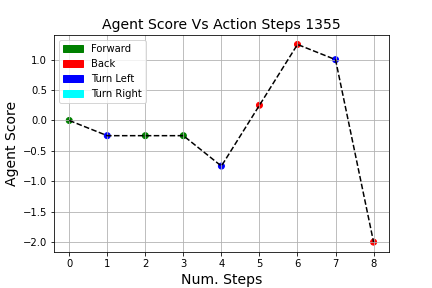 Agent Score Vs Action Steps 1355
Forward
Back
Turn Left
Turn Right
Agent Score
1.0
0.5
0.0
−0.5
−1.0
−1.5
−2.0
0 1 2 3 4 5 6 7 8
Num. Steps